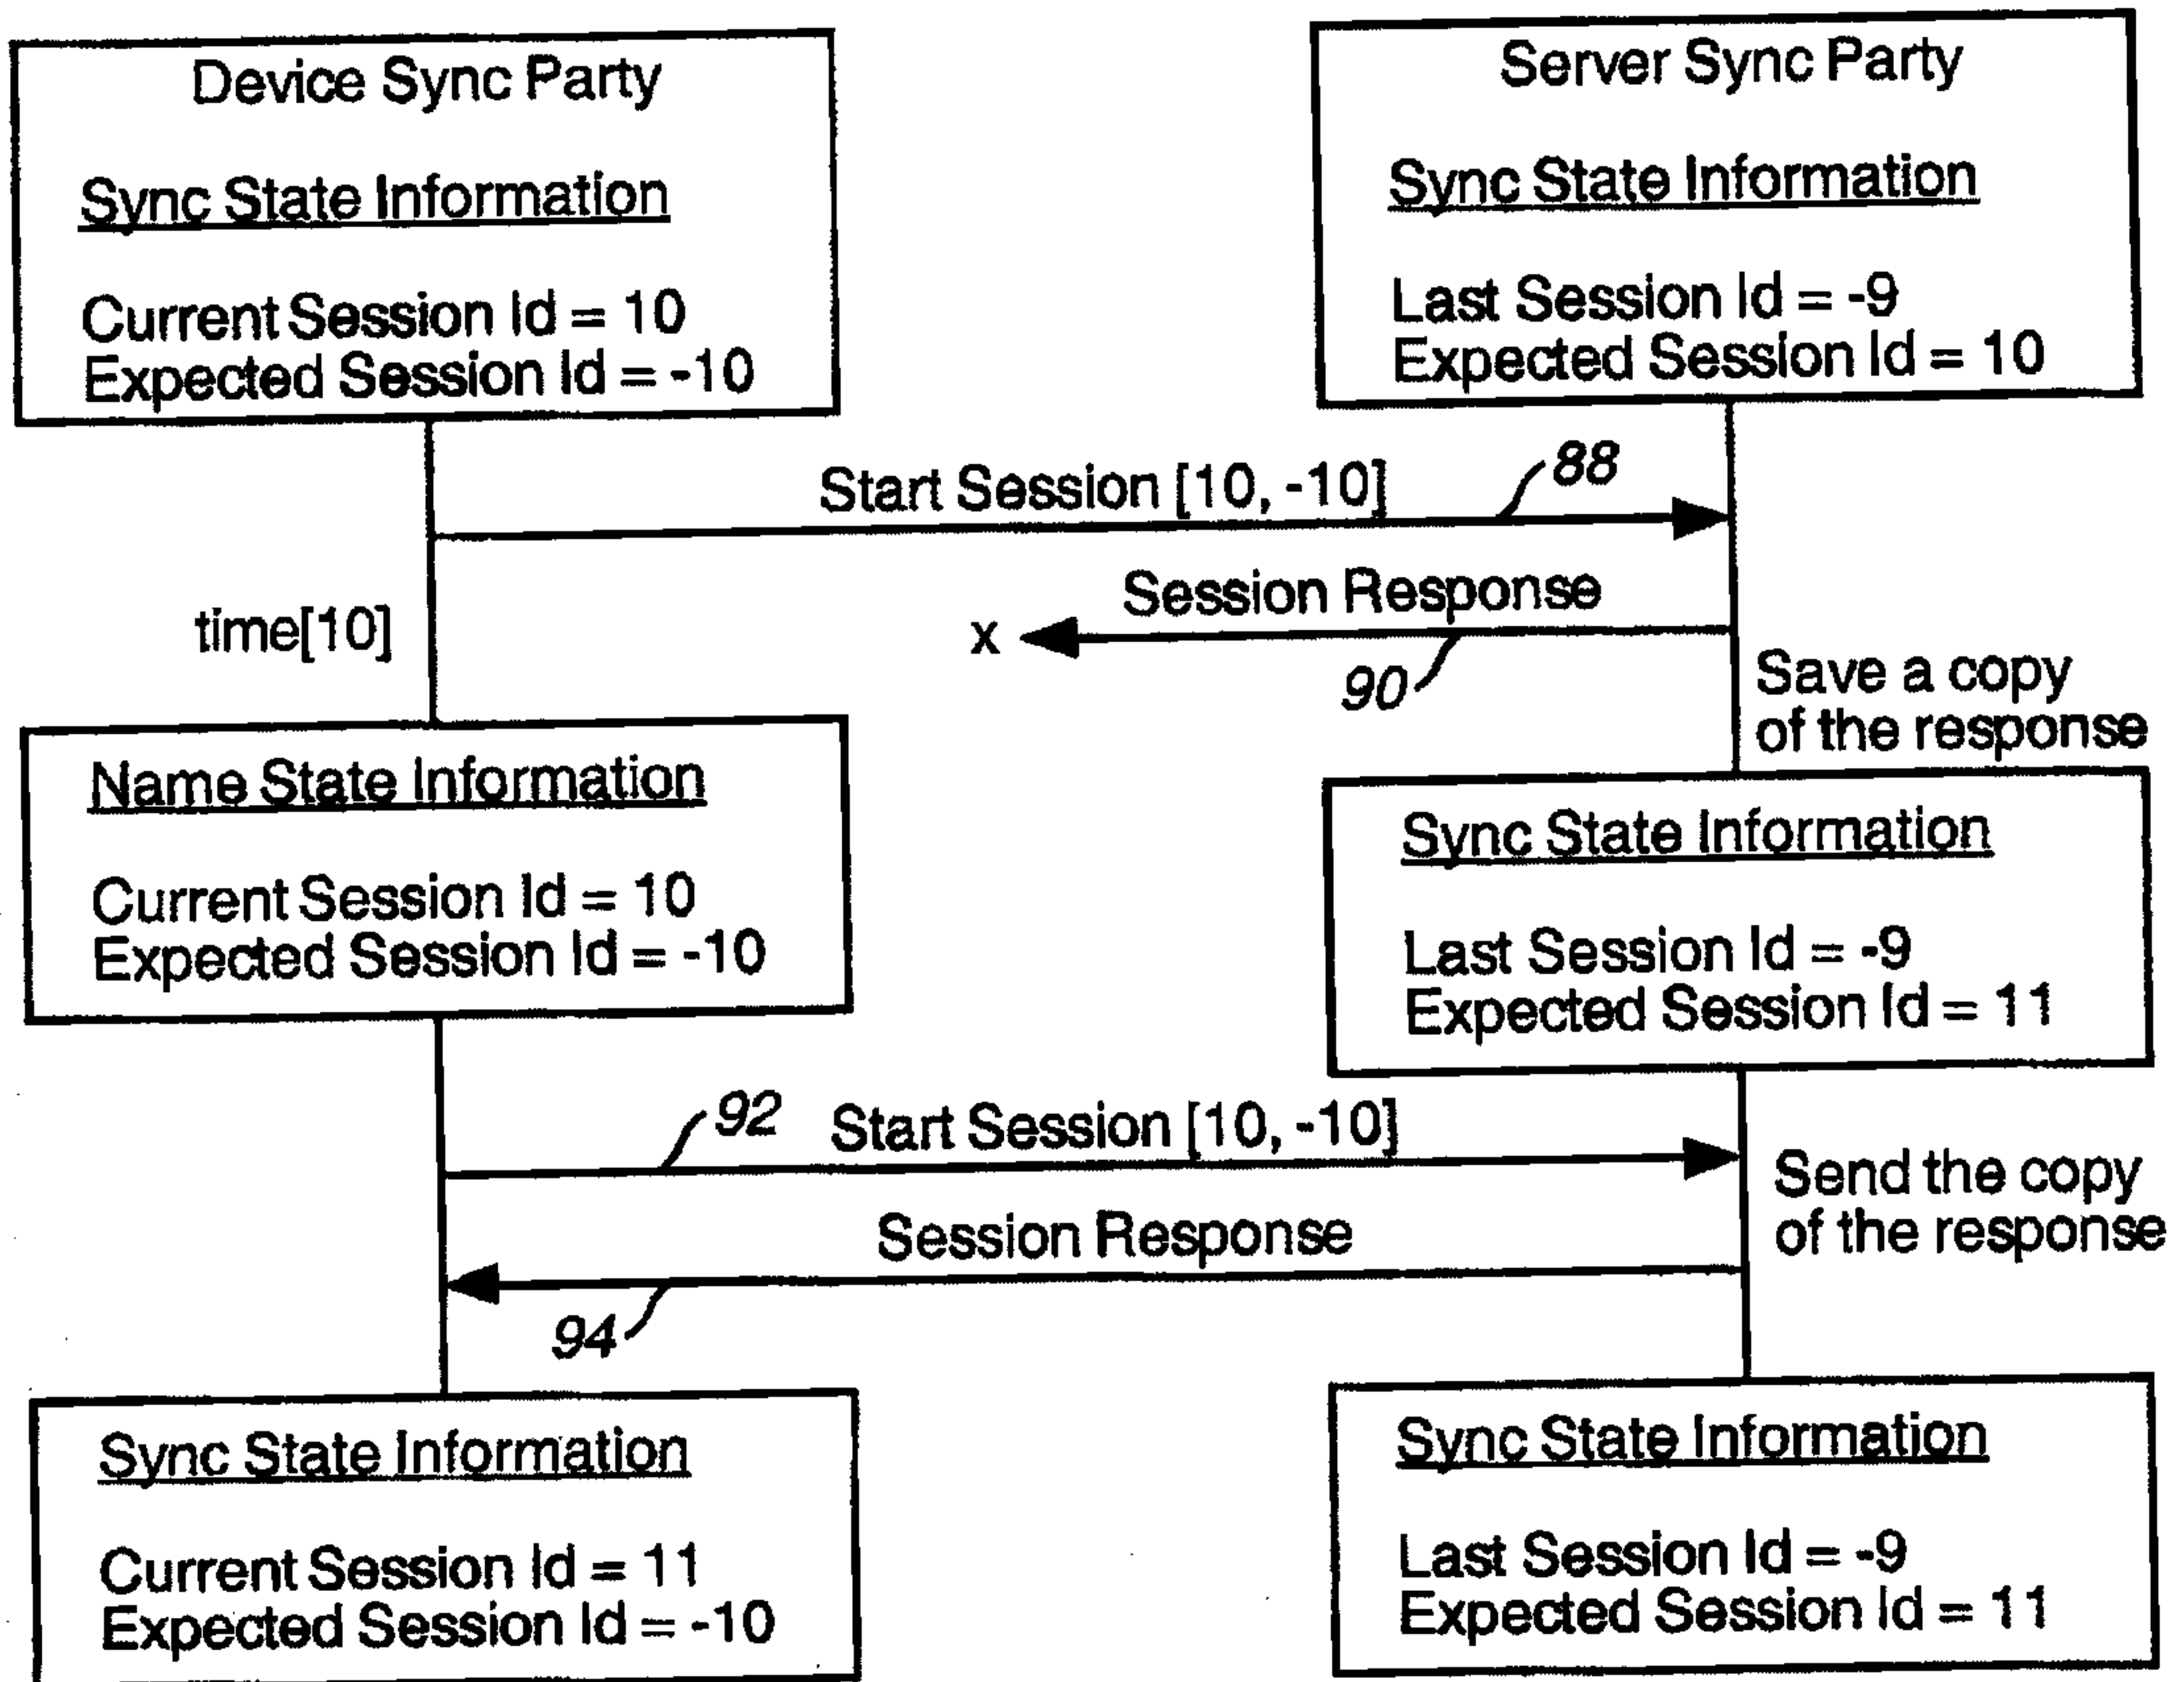 Device Sync Party
Sync State Information
Current Session Id = 10
Expected Session Id = -10
Server Sync Party
Sync State Information
Last Session Id = -9
Expected Session Id = 10
Start Session [10, -10]
88
time[10]
Session Response
x
90
Save a copy
of the response
Name State Information
Current Session Id = 10
Expected Session Id = -10
Sync State Information
Last Session Id = -9
Expected Session Id = 11
92
Start Session [10, -10]
Send the copy
of the response
Session Response
94
Sync State Information
Current Session Id = 11
Expected Session Id = -10
Sync State Information
Last Session Id = -9
Expected Session Id = 11